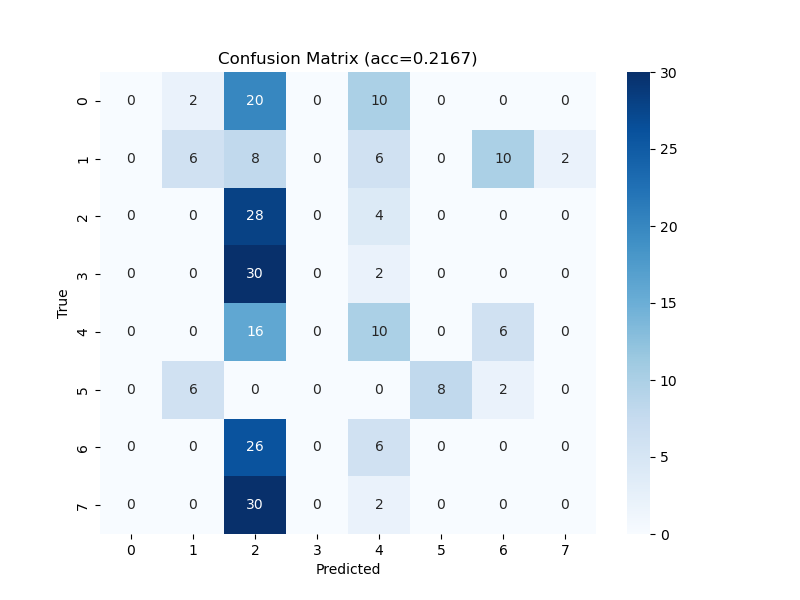 Confusion Matrix (acc=0.2167)
0 0 2 20 0 10 0 0 0
1 0 6 8 0 6 0 10 2
2 0 0 28 0 4 0 0 0
3 0 0 30 0 2 0 0 0
True
4 0 0 16 0 10 0 6 0
5 0 6 0 0 0 8 2 0
6 0 0 26 0 6 0 0 0
7 0 0 30 0 2 0 0 0
0 1 2 3 4 5 6 7
Predicted
30
25
20
15
10
5
0